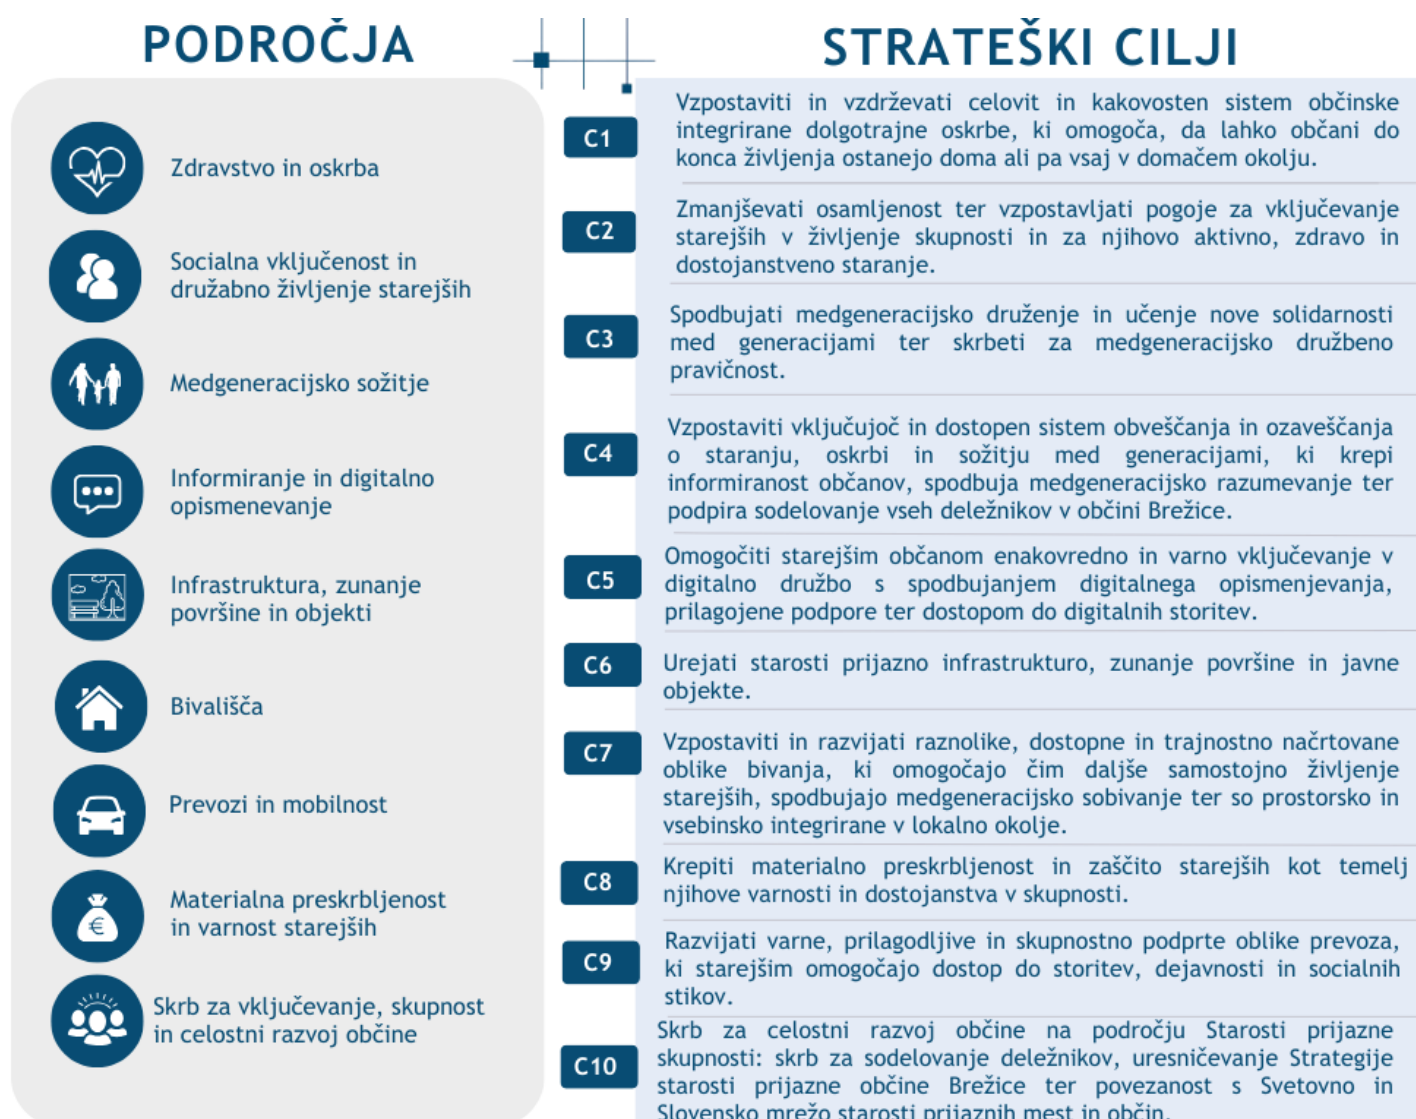 PODROČJA
Zdravstvo in oskrba
Socialna vključenost in
družabno življenje starejših
Medgeneracijsko sožitje
Informiranje in digitalno
opismenevanje
Infrastruktura, zunanje
površine in objekti
Bivališča
Prevozi in mobilnost
Materialna preskrbljenost
in varnost starejših
Skrb za vključevanje, skupnost
in celostni razvoj občine
STRATEŠKI CILJI
C1
Vzpostaviti in vzdrževati celovit in kakovosten sistem občinske
integrirane dolgotrajne oskrbe, ki omogoča, da lahko občani do
konca življenja ostanejo doma ali pa vsaj v domačem okolju.
C2
Zmanjševati osamljenost ter vzpostavljati pogoje za vključevanje
starejših v življenje skupnosti in za njihovo aktivno, zdravo in
dostojanstveno staranje.
C3
Spodbujati medgeneracijsko druženje in učenje nove solidarnosti
med generacijami ter skrbeti za medgeneracijsko družbeno
pravičnost.
C4
Vzpostaviti vključujoč in dostopen sistem obveščanja in ozaveščanja
o staranju, oskrbi in sožitju med generacijami, ki krepi
informiranost občanov, spodbuja medgeneracijsko razumevanje ter
podpira sodelovanje vseh deležnikov v občini Brežice.
C5
Omogočiti starejšim občanom enakovredno in varno vključevanje v
digitalno družbo s spodbujanjem digitalnega opismenjevanja,
prilagojene podpore ter dostopom do digitalnih storitev.
C6
Urejati starosti prijazno infrastrukturo, zunanje površine in javne
objekte.
C7
Vzpostaviti in razvijati raznolike, dostopne in trajnostno načrtovane
oblike bivanja, ki omogočajo čim daljše samostojno življenje
starejših, spodbujajo medgeneracijsko sobivanje ter so prostorsko in
vsebinsko integrirane v lokalno okolje.
C8
Krepiti materialno preskrbljenost in zaščito starejših kot temelj
njihove varnosti in dostojanstva v skupnosti.
C9
Razvijati varne, prilagodljive in skupnostno podprte oblike prevoza,
ki starejšim omogočajo dostop do storitev, dejavnosti in socialnih
stikov.
C10
Skrb za celostni razvoj občine na področju Starosti prijazne
skupnosti: skrb za sodelovanje deležnikov, uresničevanje Strategije
starosti prijazne občine Brežice ter povezanost s Svetovno in
Slovensko mrežo starosti prijaznih mest in občin.